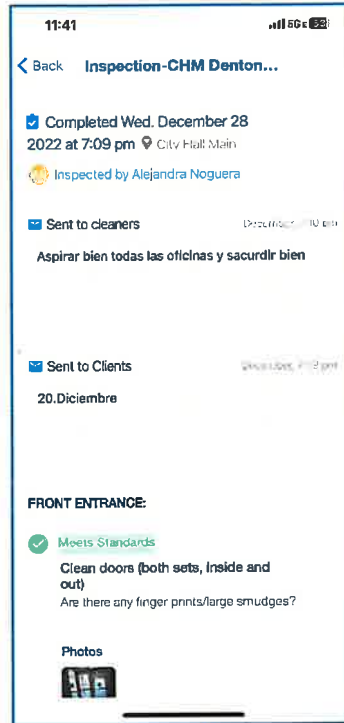 11:41
5G
Back Inspection-CHM Denton...
Completed Wed. December 28
2022 at 7:09 pm City Hall Main
Inspected by Alejandra Noguera
Sent to cleaners
Aspirar bien todas las oficinas y sacurdir bien
Sent to Clients
20.Diciembre
FRONT ENTRANCE:
Meets Standards
Clean doors (both sets, inside and
out)
Are there any finger prints/large smudges?
Photos